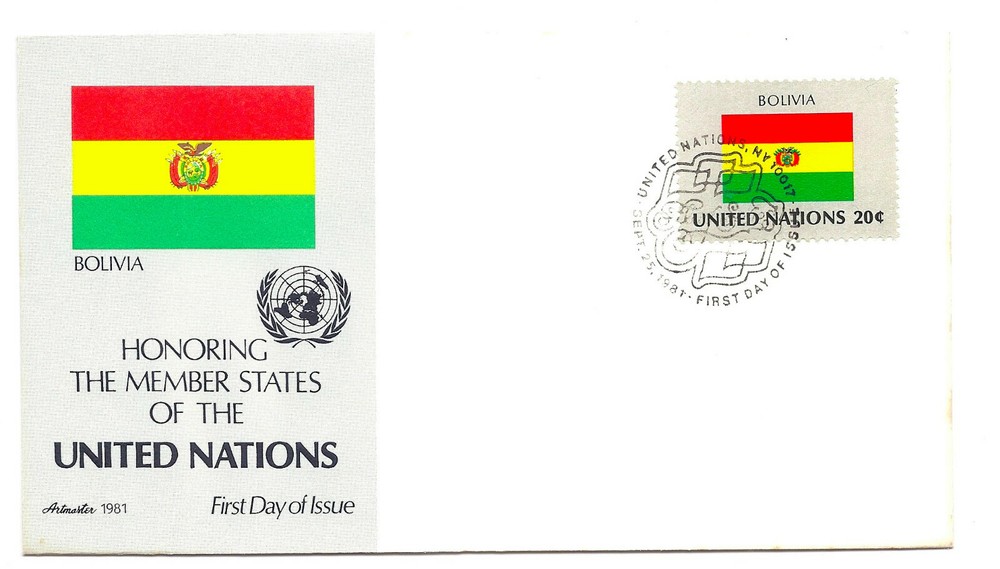 BOLIVIA
HONORING
THE MEMBER STATES
OF THE
UNITED NATIONS
Artmaster 1981
First Day of Issue
BOLIVIA
UNITED NATIONS 20¢
UNITED NATIONS, NY 10017 - SEPT. 25, 1981 - FIRST DAY OF ISSUE -